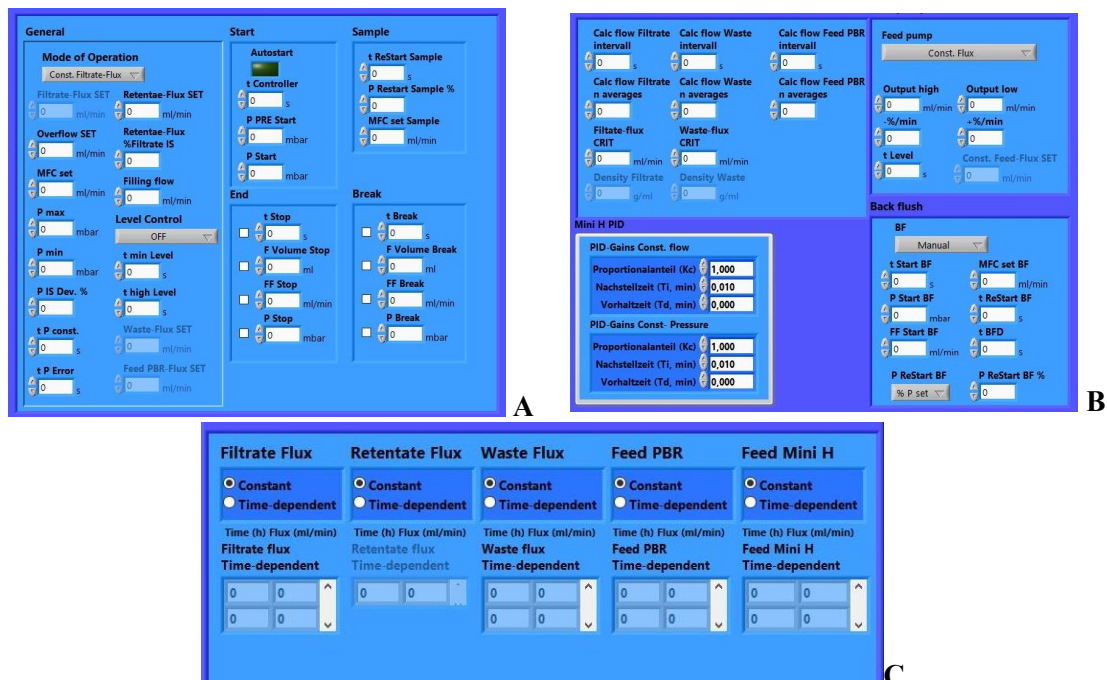 General
Mode of Operation
Const. Filtrate-Flux
Filtrate-Flux SET
0 ml/min
Retentae-Flux SET
0 ml/min
Overflow SET
0 ml/min
Retentae-Flux
%Filtrate IS
0
MFC set
0 ml/min
Filling flow
0 ml/min
P max
0 mbar
Level Control
OFF
P min
0 mbar
t min Level
0 s
P IS Dev. %
0
t high Level
0 s
t P const.
0 s
Waste-Flux SET
0 ml/min
t P Error
0 s
Feed PBR-Flux SET
0 ml/min
Start
Autostart
t Controller
0 s
P PRE Start
0 mbar
P Start
0 mbar
Sample
t ReStart Sample
0 s
P Restart Sample %
0
MFC set Sample
0 ml/min
End
t Stop
0 s
F Volume Stop
0 ml
FF Stop
0 ml/min
P Stop
0 mbar
Break
t Break
0 s
F Volume Break
0 ml
FF Break
0 ml/min
P Break
0 mbar
A
Calc flow Filtrate
intervall
0 s
Calc flow Waste
intervall
0 s
Calc flow Feed PBR
intervall
0 s
Calc flow Filtrate
n averages
0
Calc flow Waste
n averages
0
Calc flow Feed PBR
n averages
0
Filtate-flux
CRIT
0 ml/min
Waste-flux
CRIT
0 ml/min
Density Filtrate
0 g/ml
Density Waste
0 g/ml
Mini H PID
PID-Gains Const. flow
Proportionalanteil (Kc) 1,000
Nachstellzeit (Ti, min) 0,010
Vorhaltzeit (Td, min) 0,000
PID-Gains Const- Pressure
Proportionalanteil (Kc) 1,000
Nachstellzeit (Ti, min) 0,010
Vorhaltzeit (Td, min) 0,000
Feed pump
Const. Flux
Output high
0 ml/min
Output low
0 ml/min
-%/min
0
+%/min
0
t Level
0 s
Const. Feed-Flux SET
0 ml/min
Back flush
BF
Manual
t Start BF
0 s
MFC set BF
0 ml/min
P Start BF
0 mbar
t ReStart BF
0 s
FF Start BF
0 ml/min
t BFD
0 s
P ReStart BF
% P set
P ReStart BF %
0
B
Filtrate Flux
Constant
Time-dependent
Time (h) Flux (ml/min)
Filtrate flux
Time-dependent
0 0
0 0
Retentate Flux
Constant
Time-dependent
Time (h) Flux (ml/min)
Retentate flux
Time-dependent
0 0
Waste Flux
Constant
Time-dependent
Time (h) Flux (ml/min)
Waste flux
Time-dependent
0 0
0 0
Feed PBR
Constant
Time-dependent
Time (h) Flux (ml/min)
Feed PBR
Time-dependent
0 0
0 0
Feed Mini H
Constant
Time-dependent
Time (h) Flux (ml/min)
Feed Mini H
Time-dependent
0 0
0 0
C